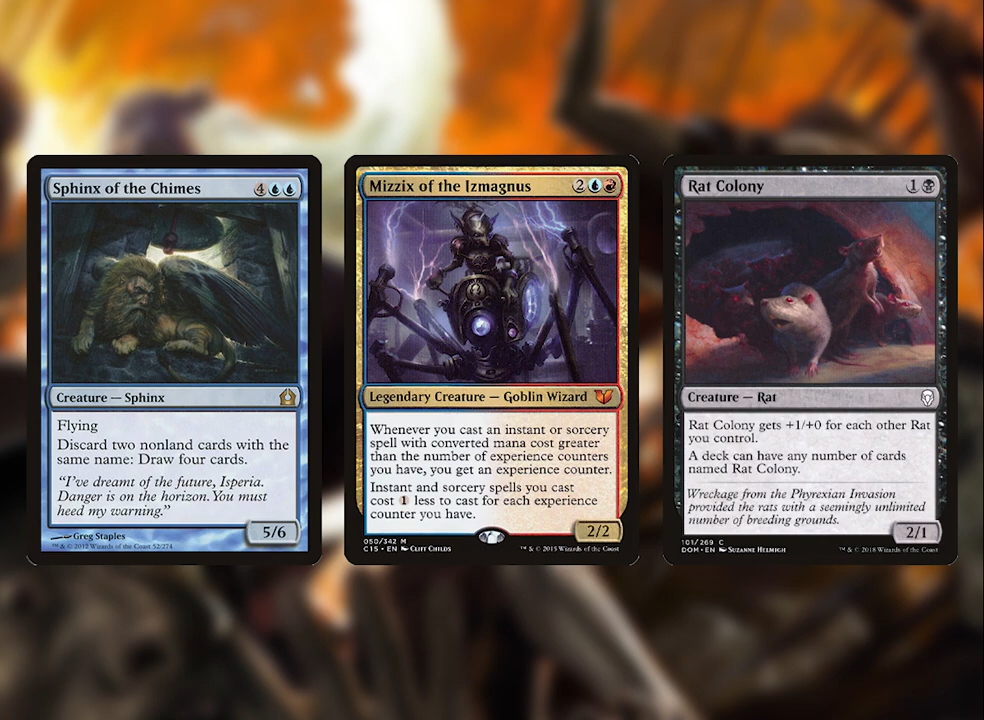 Sphinx of the Chimes 4
Creature — Sphinx
Flying
Discard two nonland cards with the
same name: Draw four cards.
"I've dreamt of the future, Isperia.
Danger is on the horizon. You must
heed my warning."
5/6
Greg Staples
™ & © 2012 Wizards of the Coast 52/274
Mizzix of the Izmagnus 2
Legendary Creature — Goblin Wizard
Whenever you cast an instant or sorcery
spell with converted mana cost greater
than the number of experience counters
you have, you get an experience counter.
Instant and sorcery spells you cast
cost 1 less to cast for each experience
counter you have.
2/2
050/342 M
C15 • EN Cliff Childs
™ & © 2015 Wizards of the Coast
Rat Colony 1
Creature — Rat
Rat Colony gets +1/+0 for each other Rat
you control.
A deck can have any number of cards
named Rat Colony.
Wreckage from the Phyrexian Invasion
provided the rats with a seemingly unlimited
number of breeding grounds.
2/1
101/269 C
DOM • EN Suzanne Helmigh
™ & © 2018 Wizards of the Coast